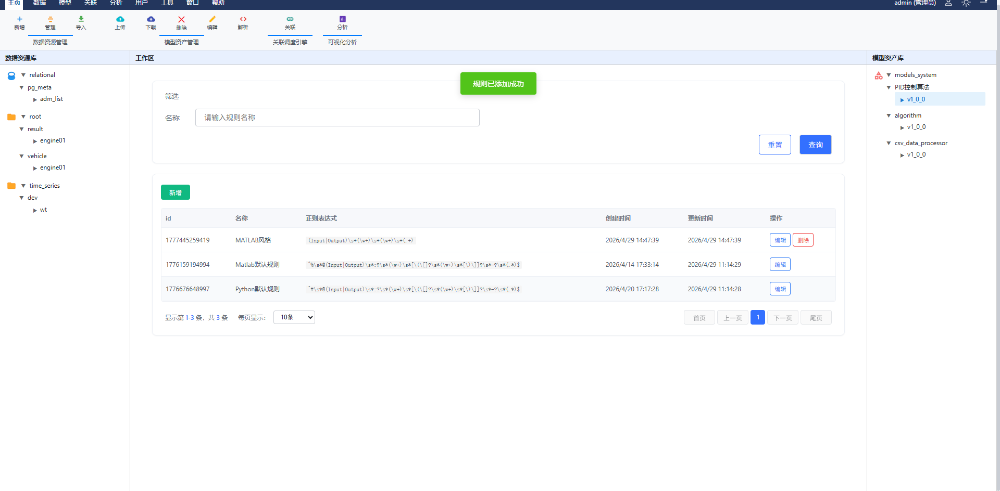 主页 数据 模型 关联 分析 用户 工具 窗口 帮助 admin (管理员)
新增 管理 导入 上传 下载 删除 编辑 解析 关联 分析
数据资源管理 模型资产管理 关联调度引擎 可视化分析
数据资源库
relational
pg_meta
adm_list
root
result
engine01
vehicle
engine01
time_series
dev
wt
工作区
规则已添加成功
筛选
名称 请输入规则名称
重置 查询
新增
id 名称 正则表达式 创建时间 更新时间 操作
1777445259419 MATLAB风格 (Input|Output)\s+(\w+)\s+(\w+)\s+(.+) 2026/4/29 14:47:39 2026/4/29 14:47:39 编辑 删除
1776159194994 Matlab默认规则 ^%\s*@(Input|Output)\s*:?\s*(\w+)\s*[\(\[]?\s*(\w+)\s*[\)\]]?\s*-?\s*(.*)$ 2026/4/14 17:33:14 2026/4/29 11:14:29 编辑
1776676648997 Python默认规则 ^#\s*@(Input|Output)\s*:?\s*(\w+)\s*[\(\[]?\s*(\w+)\s*[\)\]]?\s*-?\s*(.*)$ 2026/4/20 17:17:28 2026/4/29 11:14:28 编辑
显示第 1-3 条，共 3 条 每页显示： 10条 首页 上一页 1 下一页 尾页
模型资产库
models_system
PID控制算法
v1_0_0
algorithm
v1_0_0
csv_data_processor
v1_0_0